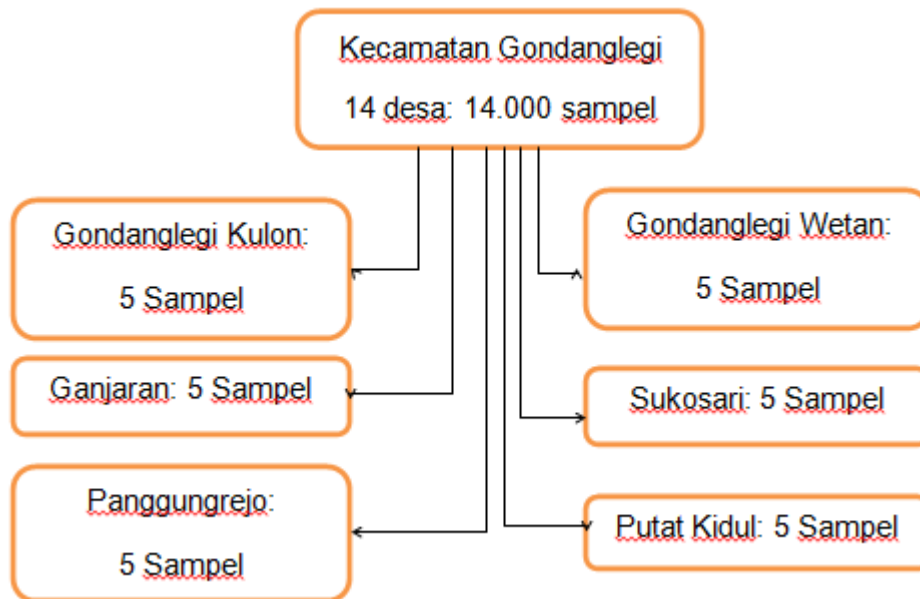 Kecamatan Gondanglegi
14 desa: 14.000 sampel
Gondanglegi Kulon:
5 Sampel
Gondanglegi Wetan:
5 Sampel
Ganjaran: 5 Sampel
Sukosari: 5 Sampel
Panggungrejo:
5 Sampel
Putat Kidul: 5 Sampel